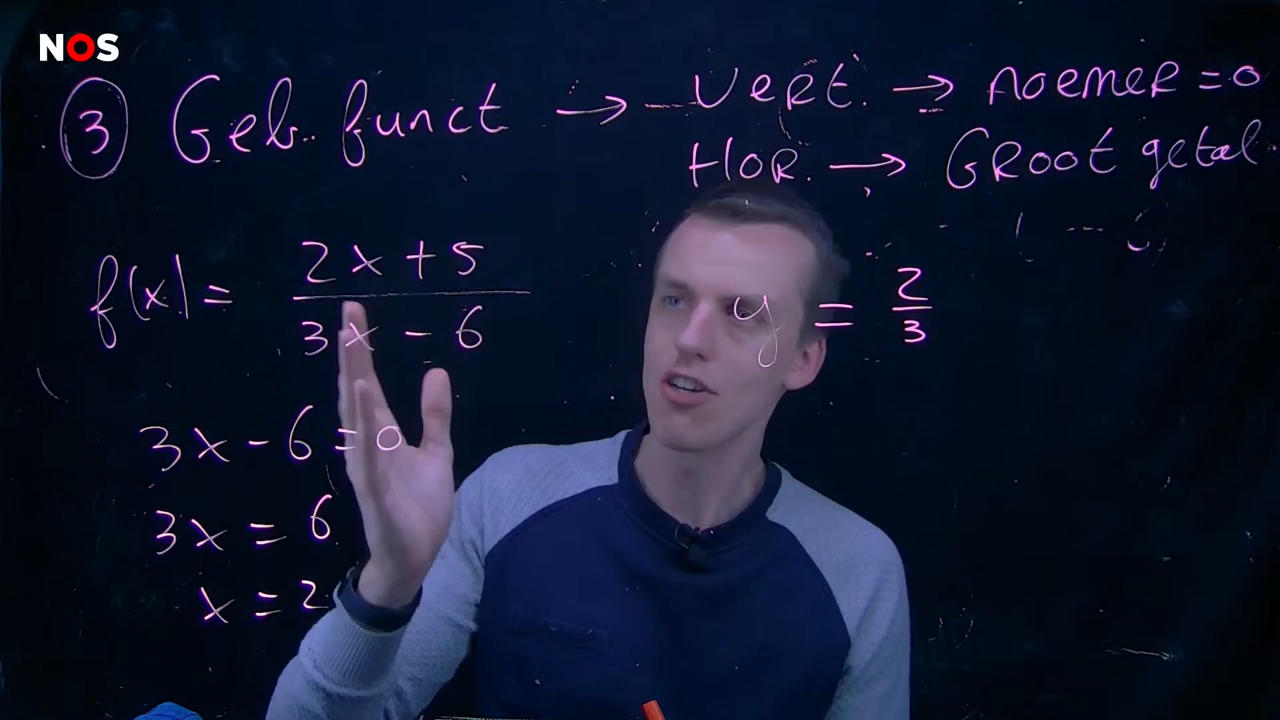 NOS
③ Geb. funct → Vert. → NOEMER = 0
HOR. → GROOT getal.
f(x) = (2x + 5)/(3x - 6)
y = 2/3
3x - 6 = 0
3x = 6
x = 2